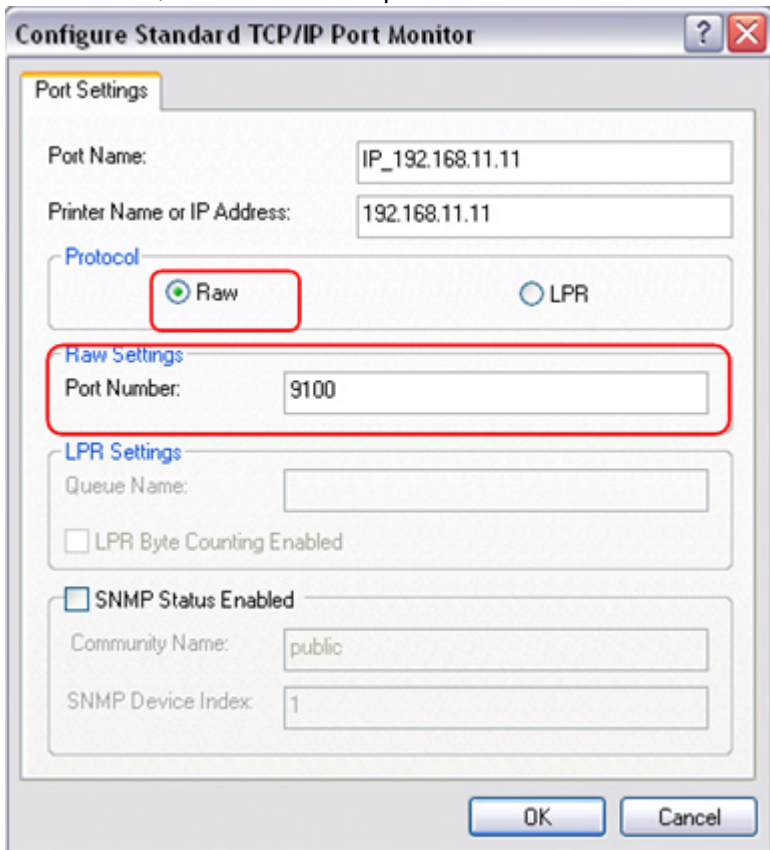 Configure Standard TCP/IP Port Monitor
Port Settings
Port Name: IP_192.168.11.11
Printer Name or IP Address: 192.168.11.11
Protocol
Raw LPR
Raw Settings
Port Number: 9100
LPR Settings
Queue Name:
LPR Byte Counting Enabled
SNMP Status Enabled
Community Name: public
SNMP Device Index: 1
OK Cancel